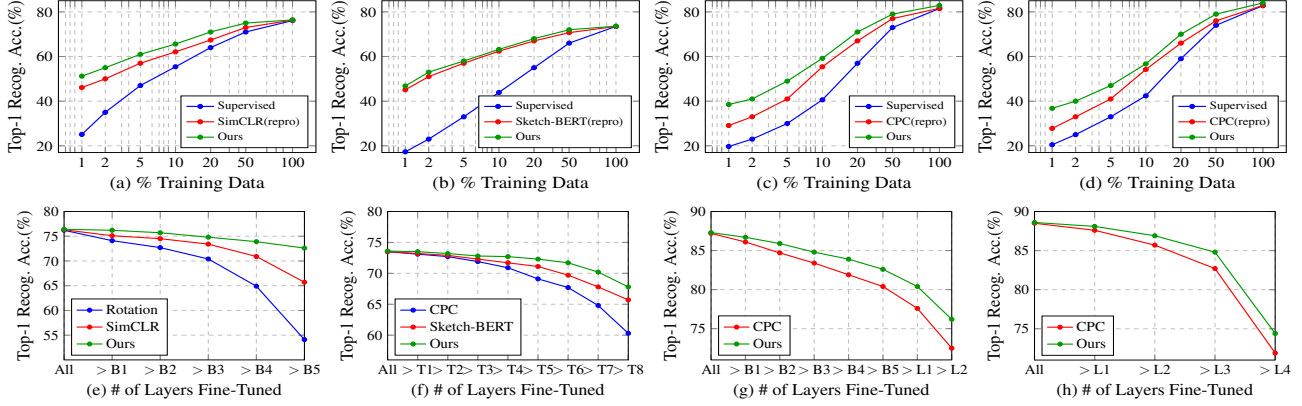 Top-1 Recog. Acc.(%)
80
60
40
20
Supervised
SimCLR(repro)
Ours
1 2 5 10 20 50 100
(a) % Training Data
Top-1 Recog. Acc.(%)
80
60
40
20
Supervised
Sketch-BERT(repro)
Ours
1 2 5 10 20 50 100
(b) % Training Data
Top-1 Recog. Acc.(%)
80
60
40
20
Supervised
CPC(repro)
Ours
1 2 5 10 20 50 100
(c) % Training Data
Top-1 Recog. Acc.(%)
80
60
40
20
Supervised
CPC(repro)
Ours
1 2 5 10 20 50 100
(d) % Training Data
Top-1 Recog. Acc.(%)
80
75
70
65
60
55
Rotation
SimCLR
Ours
All > B1 > B2 > B3 > B4 > B5
(e) # of Layers Fine-Tuned
Top-1 Recog. Acc.(%)
80
75
70
65
60
CPC
Sketch-BERT
Ours
All > T1 > T2 > T3 > T4 > T5 > T6 > T7 > T8
(f) # of Layers Fine-Tuned
Top-1 Recog. Acc.(%)
90
85
80
75
CPC
Ours
All > B1 > B2 > B3 > B4 > B5 > L1 > L2
(g) # of Layers Fine-Tuned
Top-1 Recog. Acc.(%)
90
85
80
75
CPC
Ours
All > L1 > L2 > L3 > L4
(h) # of Layers Fine-Tuned